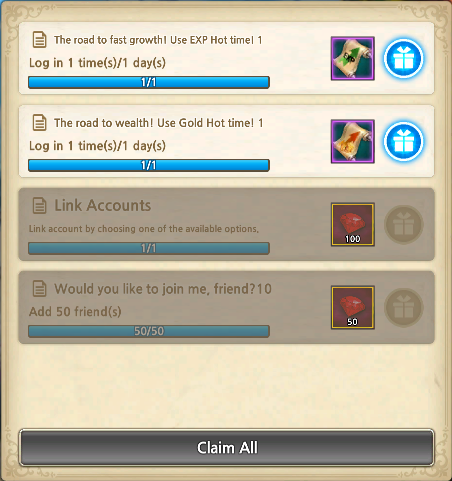 The road to fast growth! Use EXP Hot time! 1
Log in 1 time(s)/1 day(s)
1/1
EXP
The road to wealth! Use Gold Hot time! 1
Log in 1 time(s)/1 day(s)
1/1
Link Accounts
Link account by choosing one of the available options,
1/1
100
Would you like to join me, friend?10
Add 50 friend(s)
50/50
50
Claim All